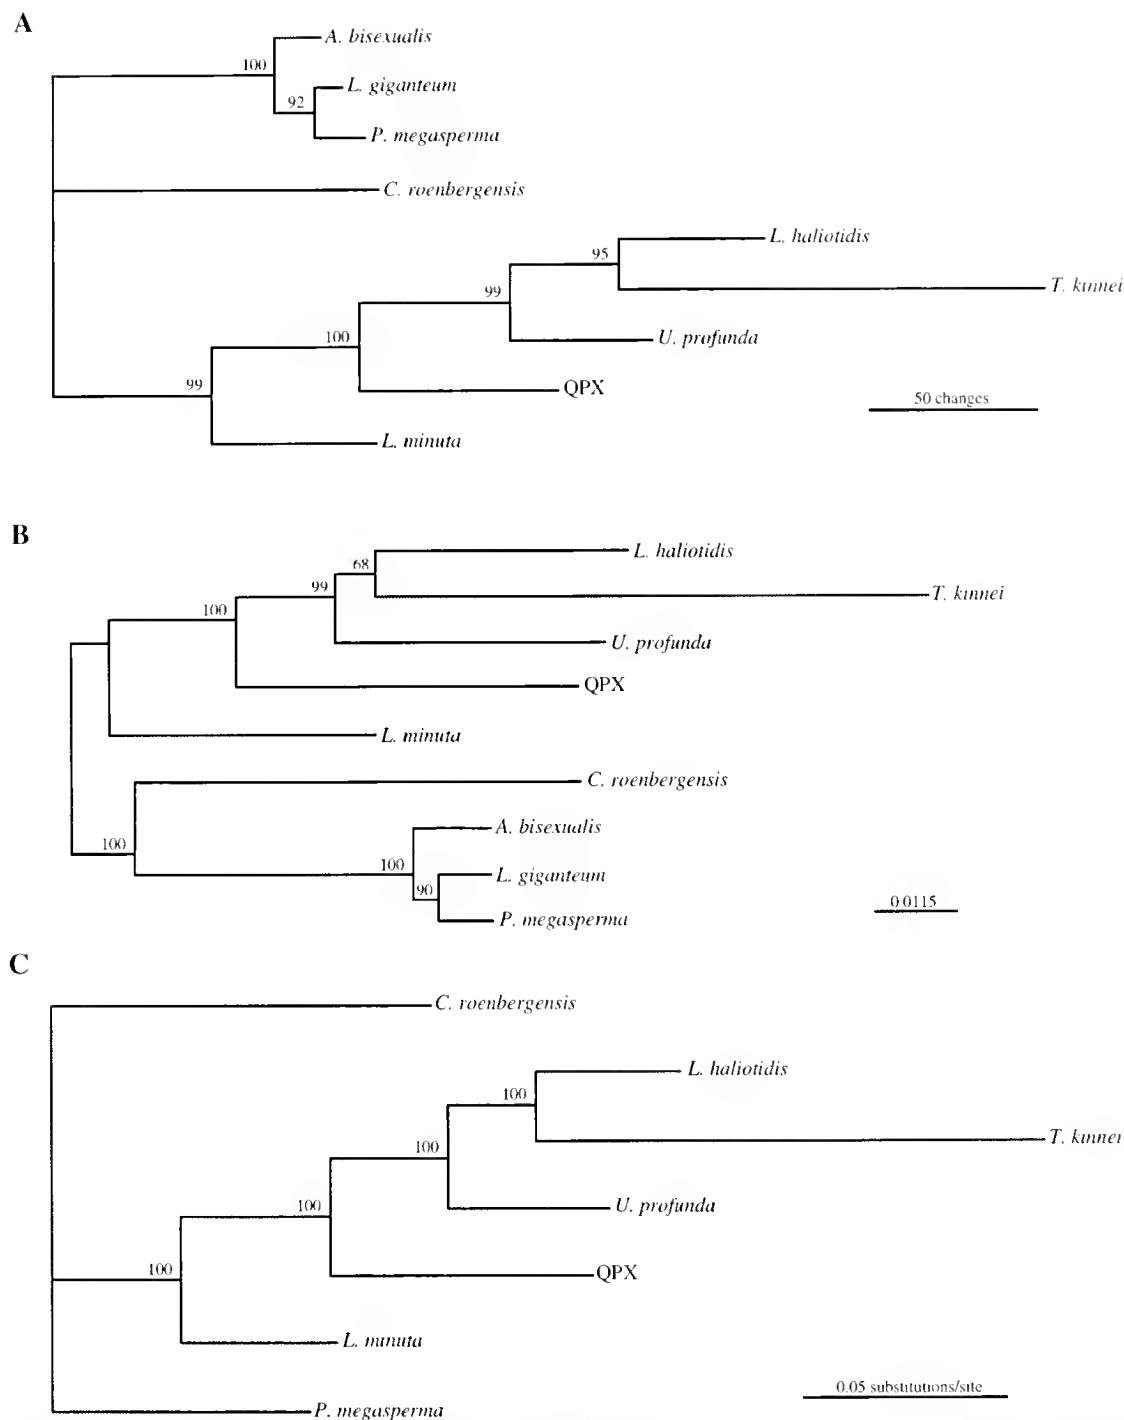 A
A. bisexualis
100
L. giganteum
92
P. megasperma
C. roenbergensis
L. haliotidis
95
T. kinnei
99
U. profunda
100
99
QPX
50 changes
L. minuta
B
L. haliotidis
68
99
T. kinnei
100
U. profunda
QPX
L. minuta
C. roenbergensis
A. bisexualis
100
100
L. giganteum
90
0.0115
P. megasperma
C
C. roenbergensis
L. haliotidis
100
T. kinnei
100
100
U. profunda
100
QPX
L. minuta
0.05 substitutions/site
P. megasperma